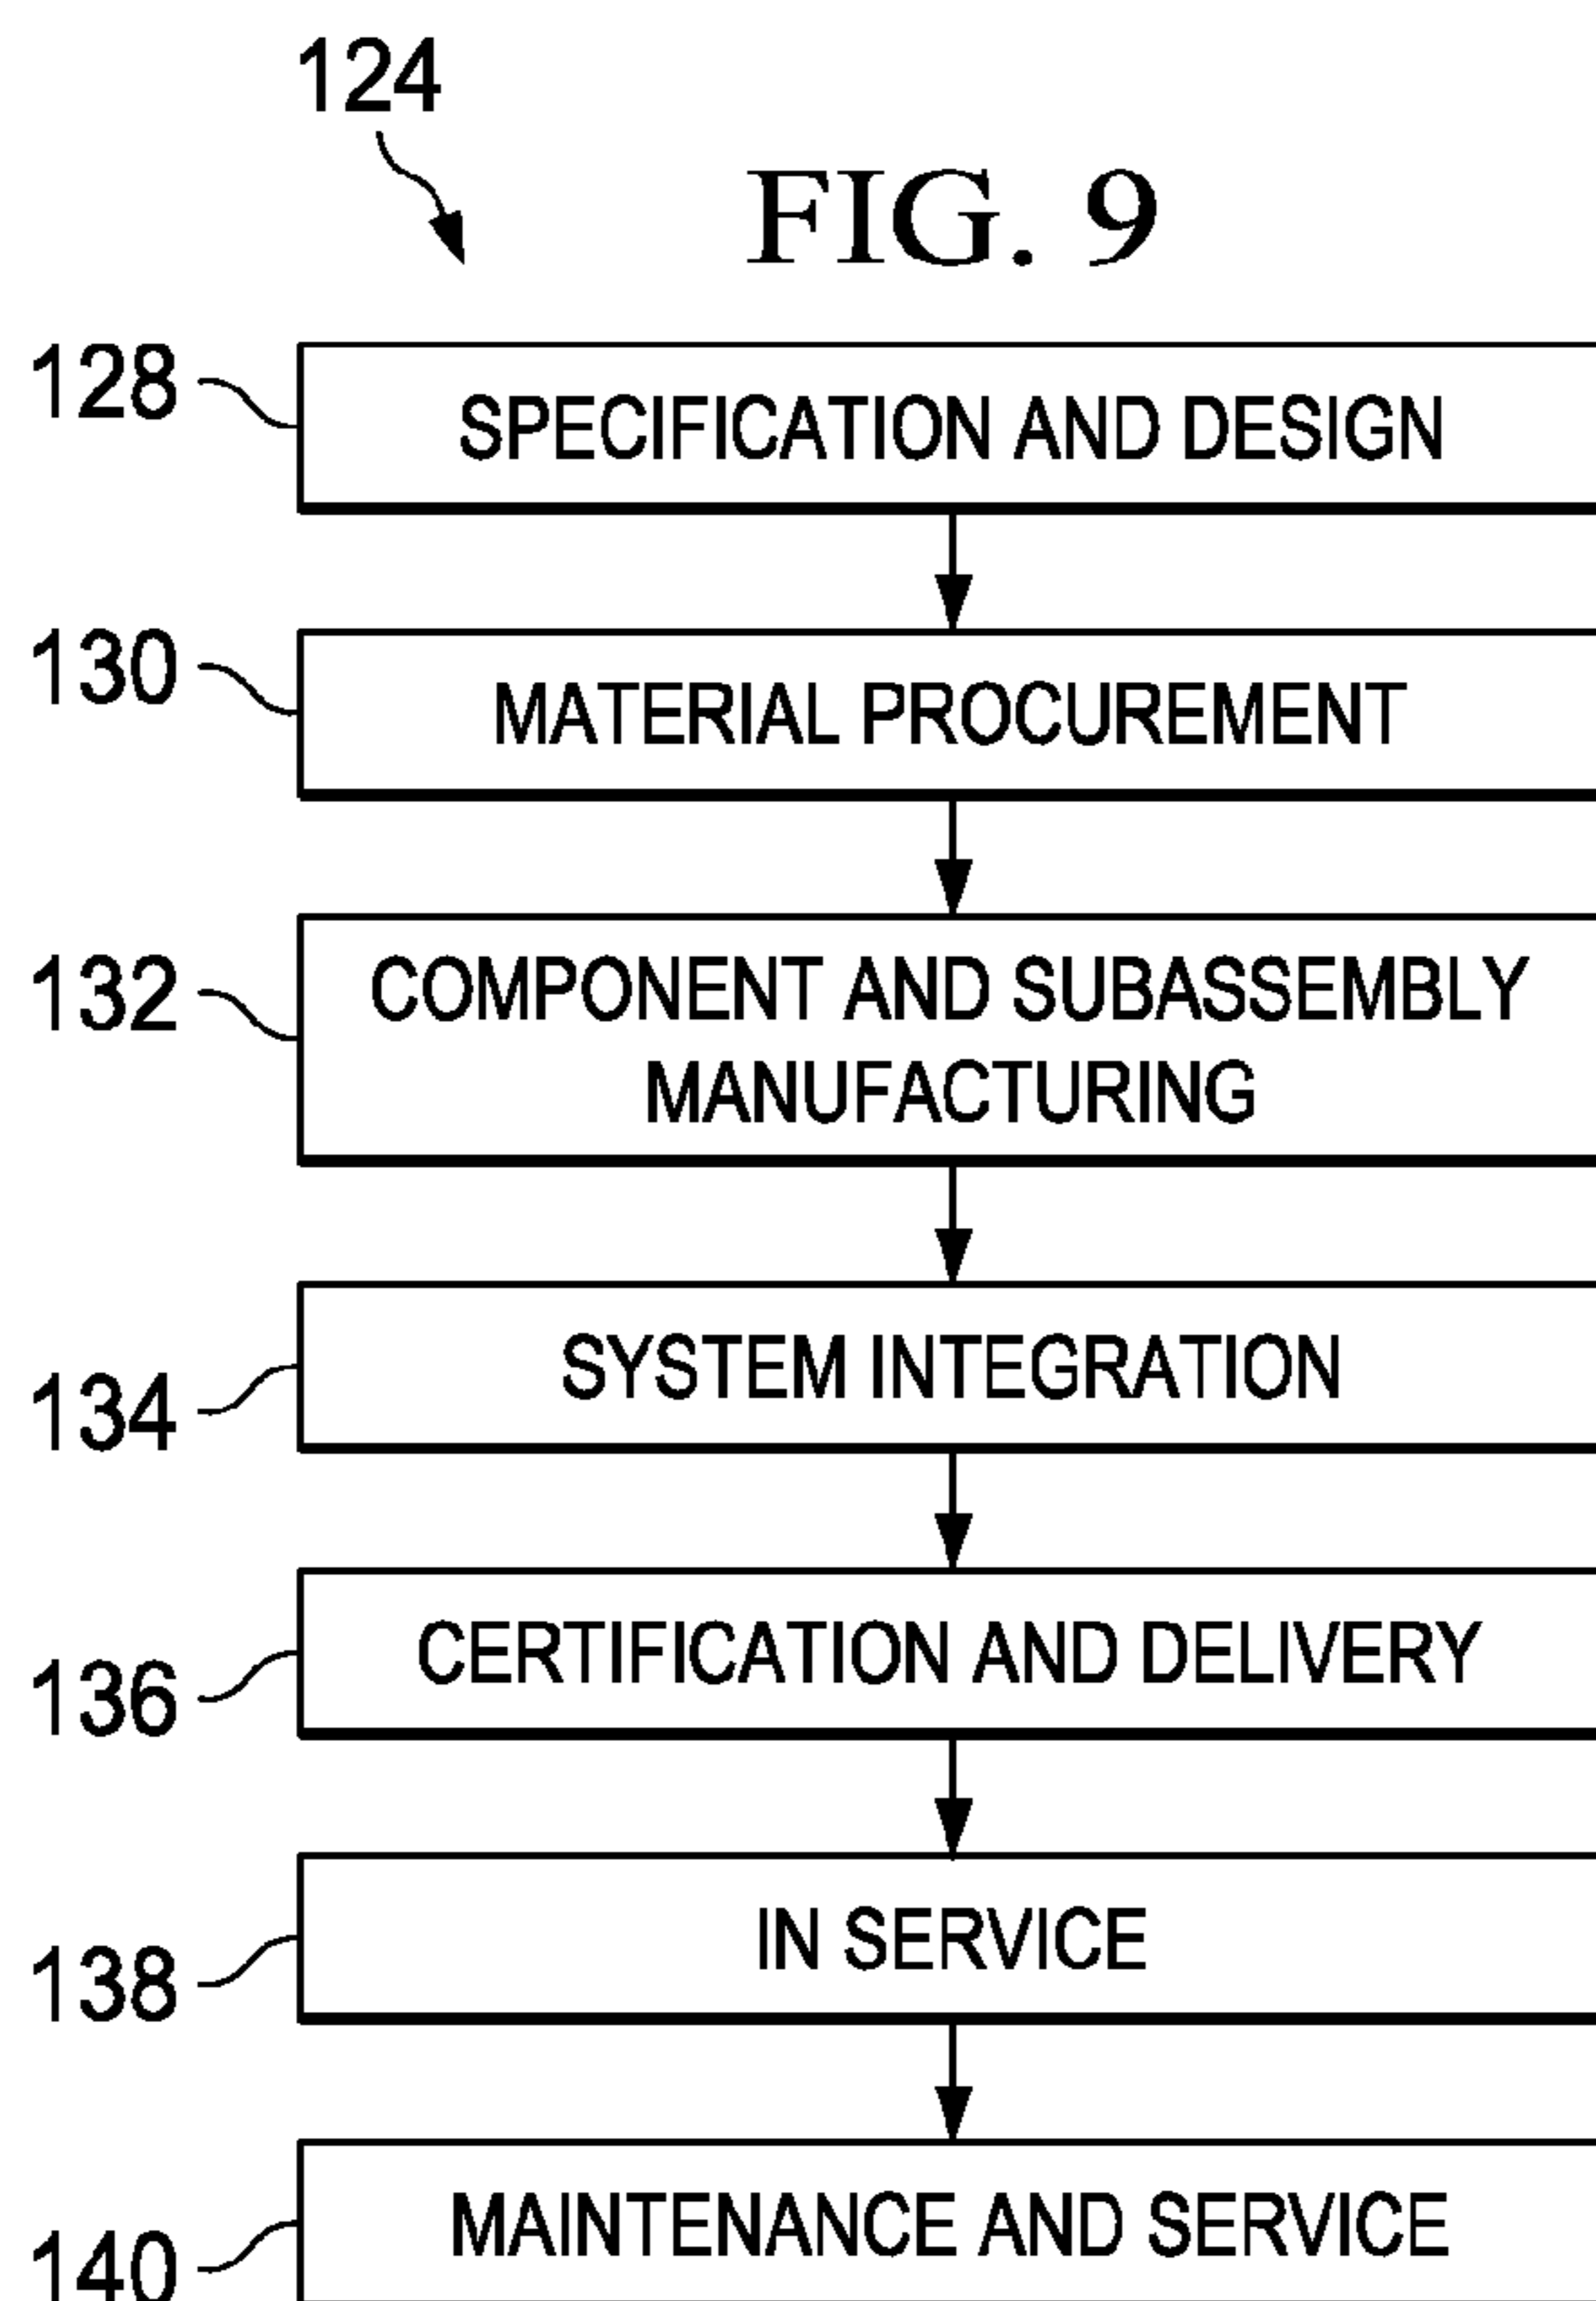 124
FIG. 9
128
SPECIFICATION AND DESIGN
130
MATERIAL PROCUREMENT
132
COMPONENT AND SUBASSEMBLY
MANUFACTURING
134
SYSTEM INTEGRATION
136
CERTIFICATION AND DELIVERY
138
IN SERVICE
140
MAINTENANCE AND SERVICE